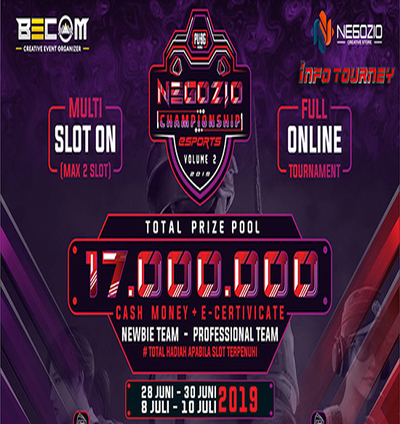 BECOM
CREATIVE EVENT ORGANIZER
PUBG
NEGOZIO
CREATIVE STORE
INFOTOURNEY
NEGOZIO
CHAMPIONSHIP
eSPORTS
VOLUME 2
2019
MULTI
SLOT ON
(MAX 2 SLOT)
FULL
ONLINE
TOURNAMENT
TOTAL PRIZE POOL
17.000.000
CASH MONEY + E-CERTIVICATE
NEWBIE TEAM - PROFESSIONAL TEAM
# TOTAL HADIAH APABILA SLOT TERPENUHI
28 JUNI - 30 JUNI
8 JULI - 10 JULI
2019